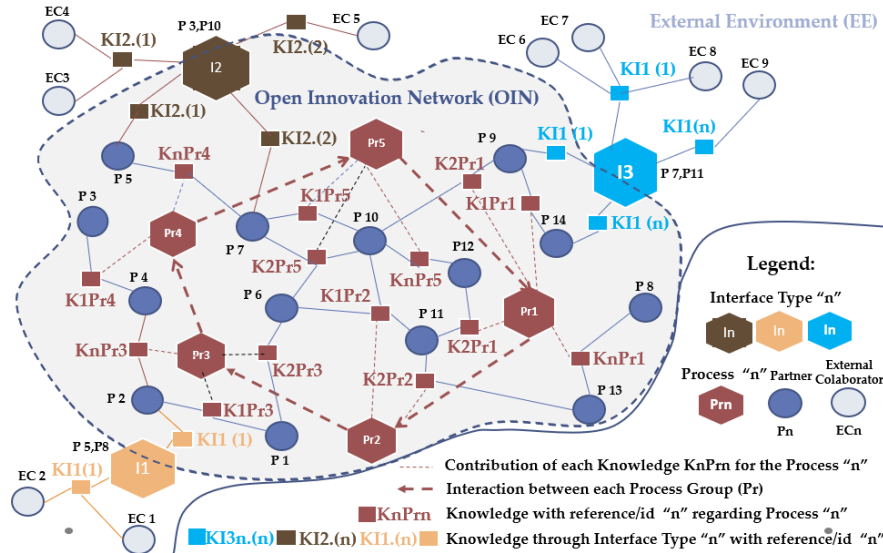 EC4
P 3,P10
EC 5
EC 7
External Environment (EE)
KI2.(1)
KI2.(2)
EC 6
EC 8
I2
KI1 (1)
EC 9
EC3
KI2.(1)
Open Innovation Network (OIN)
KI2.(2)
Pr5
P 9
KI1 (1)
KI1(n)
P 5
KnPr4
K2Pr1
I3
P 7,P11
P 3
K1Pr5
K1Pr1
Pr4
P 10
P 14
KI1 (n)
P 7
P12
K1Pr4
K2Pr5
KnPr5
Legend:
P 4
P 6
K1Pr2
P 8
Interface Type “n”
Pr1
P 11
In
In
In
KnPr3
Pr3
K2Pr1
K2Pr3
KnPr1
Process “n”
Partner
External
Colaborator
P 2
K2Pr2
P 13
Prn
K1Pr3
Pn
ECn
P 5,P8
KI1 (1)
P 1
Pr2
KI1(1)
I1
Contribution of each Knowledge KnPrn for the Process “n”
EC 2
Interaction between each Process Group (Pr)
KnPrn
Knowledge with reference/id “n” regarding Process “n”
EC 1
KI3n.(n)
KI2.(n)
KI1.(n)
Knowledge through Interface Type “n” with reference/id “n”